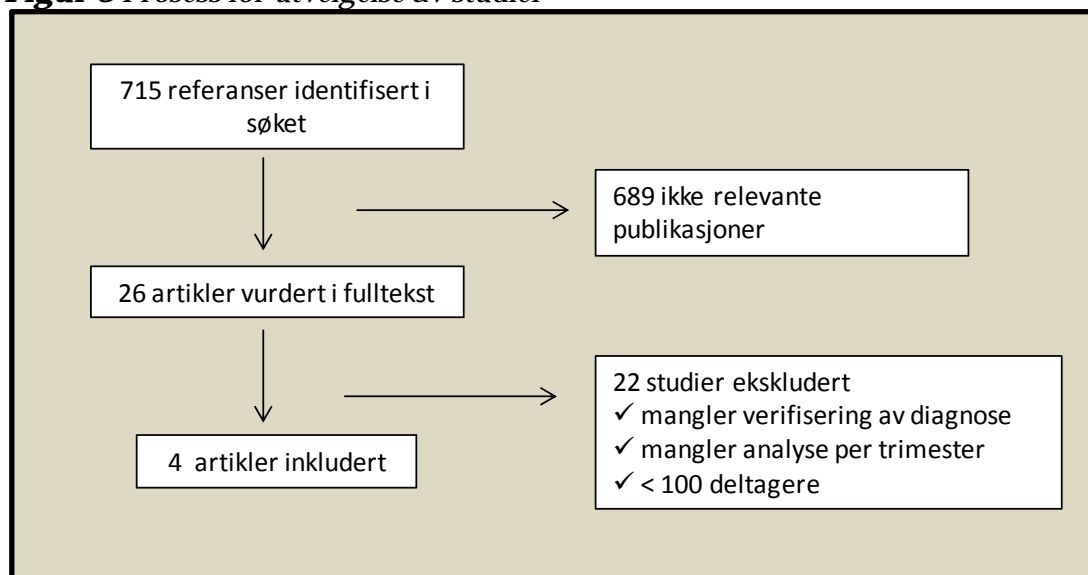 Figur 3 Prosess for utvelgelse av studier
715 referanser identifisert i
søket
689 ikke relevante
publikasjoner
26 artikler vurdert i fulltekst
22 studier ekskludert
✓ mangler verifisering av diagnose
✓ mangler analyse per trimester
✓ < 100 deltagere
4 artikler inkludert